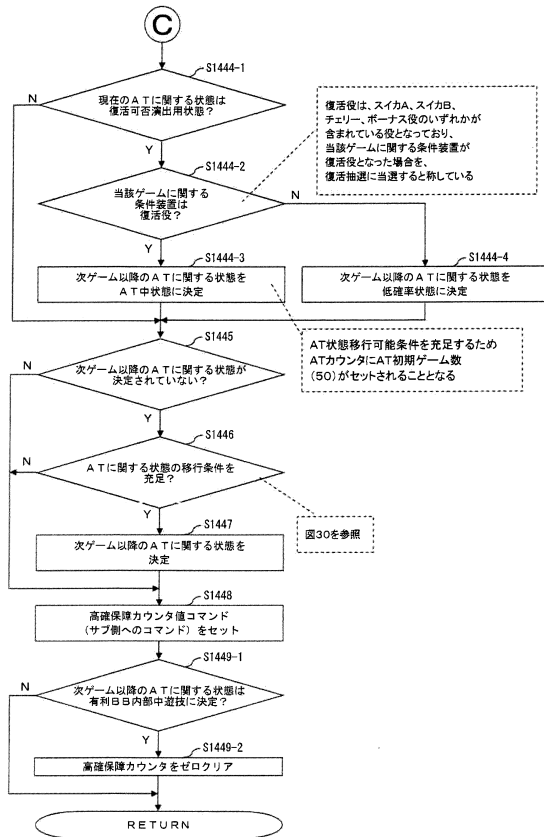 C
S1444-1
現在のATに関する状態は
復活可否演出用状態?
N
Y
復活役は、スイカA、スイカB、
チェリー、ボーナス役のいずれかが
含まれている役となっており、
当該ゲームに関する条件装置が
復活役となった場合を、
復活抽選に当選すると称している
S1444-2
当該ゲームに関する
条件装置は
復活役?
N
Y
S1444-3
次ゲーム以降のATに関する状態を
AT中状態に決定
S1444-4
次ゲーム以降のATに関する状態を
低確率状態に決定
AT状態移行可能条件を充足するため
ATカウンタにAT初期ゲーム数
(50)がセットされることとなる
S1445
次ゲーム以降のATに関する状態が
決定されていない?
N
Y
S1446
ATに関する状態の移行条件を
充足?
N
Y
図30を参照
S1447
次ゲーム以降のATに関する状態を
決定
S1448
高確保障カウンタ値コマンド
(サブ側へのコマンド)をセット
S1449-1
次ゲーム以降のATに関する状態は
有利BB内部中遊技に決定?
N
Y
S1449-2
高確保障カウンタをゼロクリア
RETURN